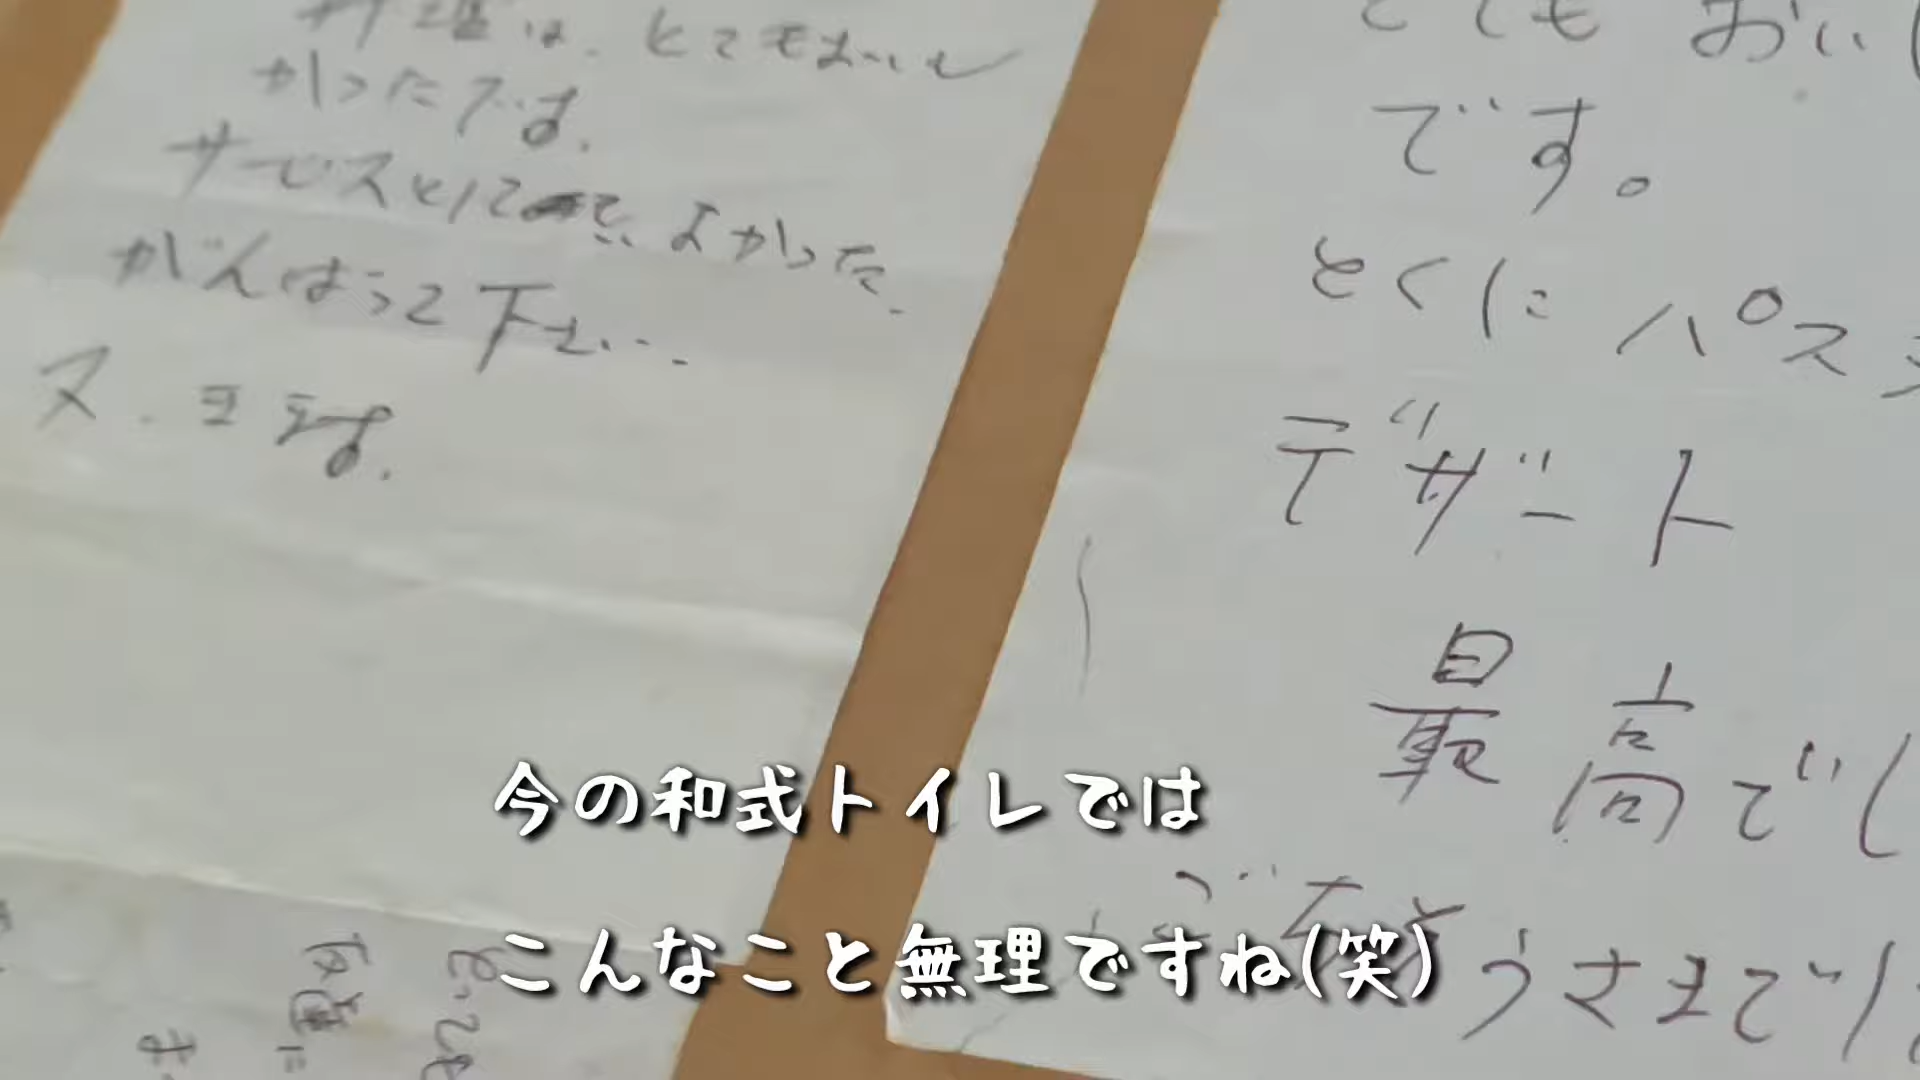 料理は、とてもおいし
かったです.
サービスとしても よかった.
がんばって下さい…
又. きます.
とても おい
です。
とくに パス
デザート
最高でし
ごちそうさまでし
今の和式トイレでは
こんなこと無理ですね(笑)